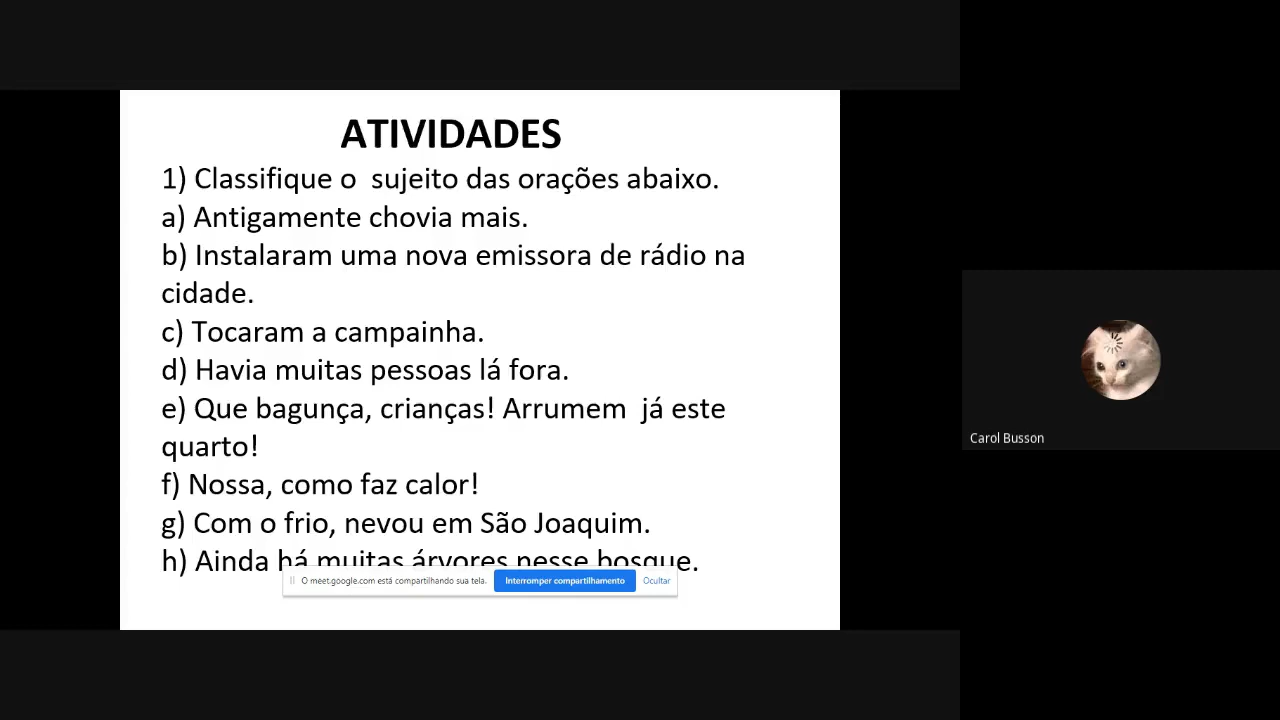 ATIVIDADES
1) Classifique o  sujeito das orações abaixo.
a) Antigamente chovia mais.
b) Instalaram uma nova emissora de rádio na
cidade.
c) Tocaram a campainha.
d) Havia muitas pessoas lá fora.
e) Que bagunça, crianças! Arrumem  já este
quarto!
f) Nossa, como faz calor!
g) Com o frio, nevou em São Joaquim.
h) Ainda há muitas árvores nesse bosque.
O meet.google.com está compartilhando sua tela. Interromper compartilhamento Ocultar
Carol Busson